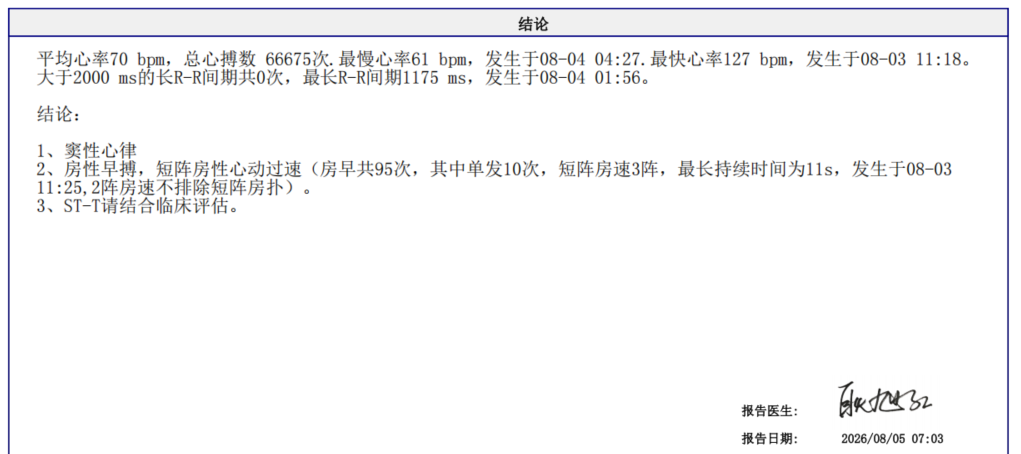 结论
平均心率70 bpm，总心搏数 66675次.最慢心率61 bpm，发生于08-04 04:27.最快心率127 bpm，发生于08-03 11:18。
大于2000 ms的长R-R间期共0次，最长R-R间期1175 ms，发生于08-04 01:56。
结论：
1、窦性心律
2、房性早搏，短阵房性心动过速（房早共95次，其中单发10次，短阵房速3阵，最长持续时间为11s，发生于08-03
11:25,2阵房速不排除短阵房扑）。
3、ST-T请结合临床评估。
报告医生：
报告日期： 2026/08/05 07:03